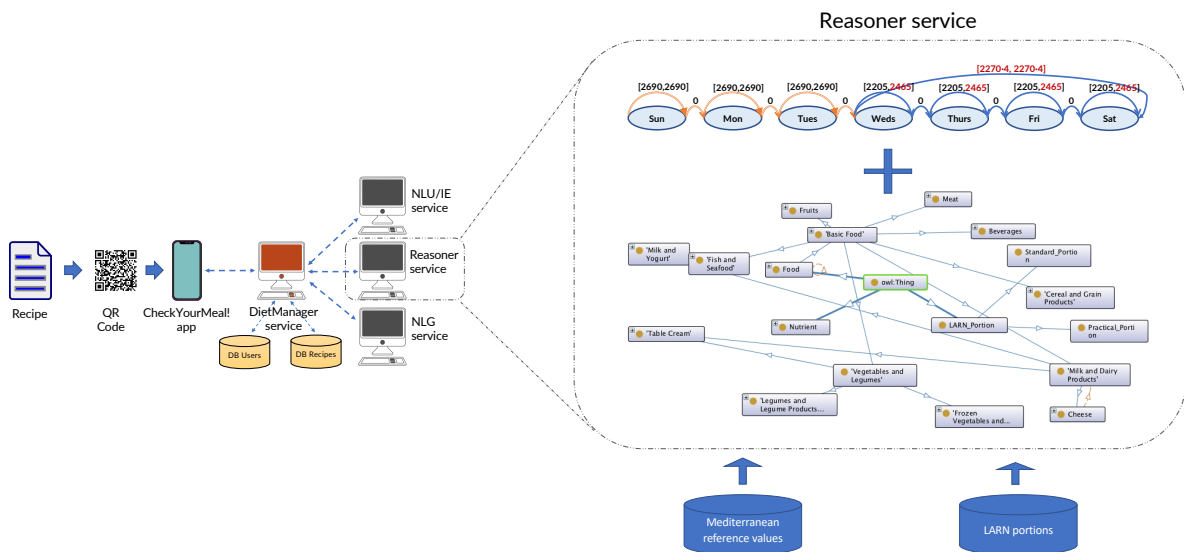 Reasoner service
[2270-4, 2270-4]
[2690,2690]
[2690,2690]
[2690,2690]
[2205,2465]
[2205,2465]
[2205,2465]
[2205,2465]
0
0
0
0
0
0
Sun
Mon
Tues
Weds
Thurs
Fri
Sat
Recipe
QR
Code
CheckYourMeal!
app
DietManager
service
DB Users
DB Recipes
NLU/IE
service
Reasoner
service
NLG
service
Meat
Fruits
'Basic Food'
Beverages
'Milk and
Yogurt'
'Fish and
Seafood'
Food
Standard_Portio
n
owl:Thing
'Cereal and Grain
Products'
Nutrient
LARN_Portion
Practical_Porti
on
'Table Cream'
'Vegetables and
Legumes'
'Milk and Dairy
Products'
'Legumes and
Legume Products...
'Frozen
Vegetables and...
Cheese
Mediterranean
reference values
LARN portions